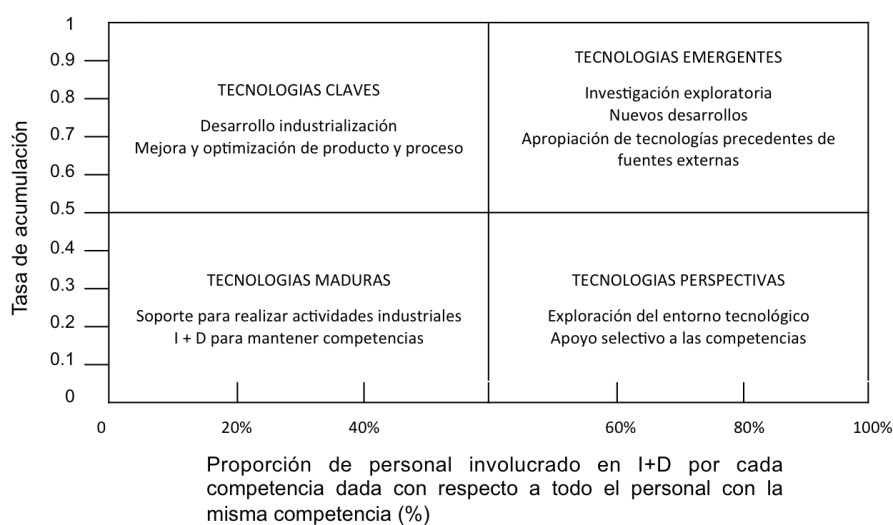 Tasa de acumulación
1
0.9
0.8
0.7
0.6
0.5
0.4
0.3
0.2
0.1
0
TECNOLOGIAS CLAVES
Desarrollo industrialización
Mejora y optimización de producto y proceso
TECNOLOGIAS EMERGENTES
Investigación exploratoria
Nuevos desarrollos
Apropiación de tecnologías precedentes de
fuentes externas
TECNOLOGIAS MADURAS
Soporte para realizar actividades industriales
I + D para mantener competencias
TECNOLOGIAS PERSPECTIVAS
Exploración del entorno tecnológico
Apoyo selectivo a las competencias
0 20% 40% 60% 80% 100%
Proporción de personal involucrado en I+D por cada
competencia dada con respecto a todo el personal con la
misma competencia (%)